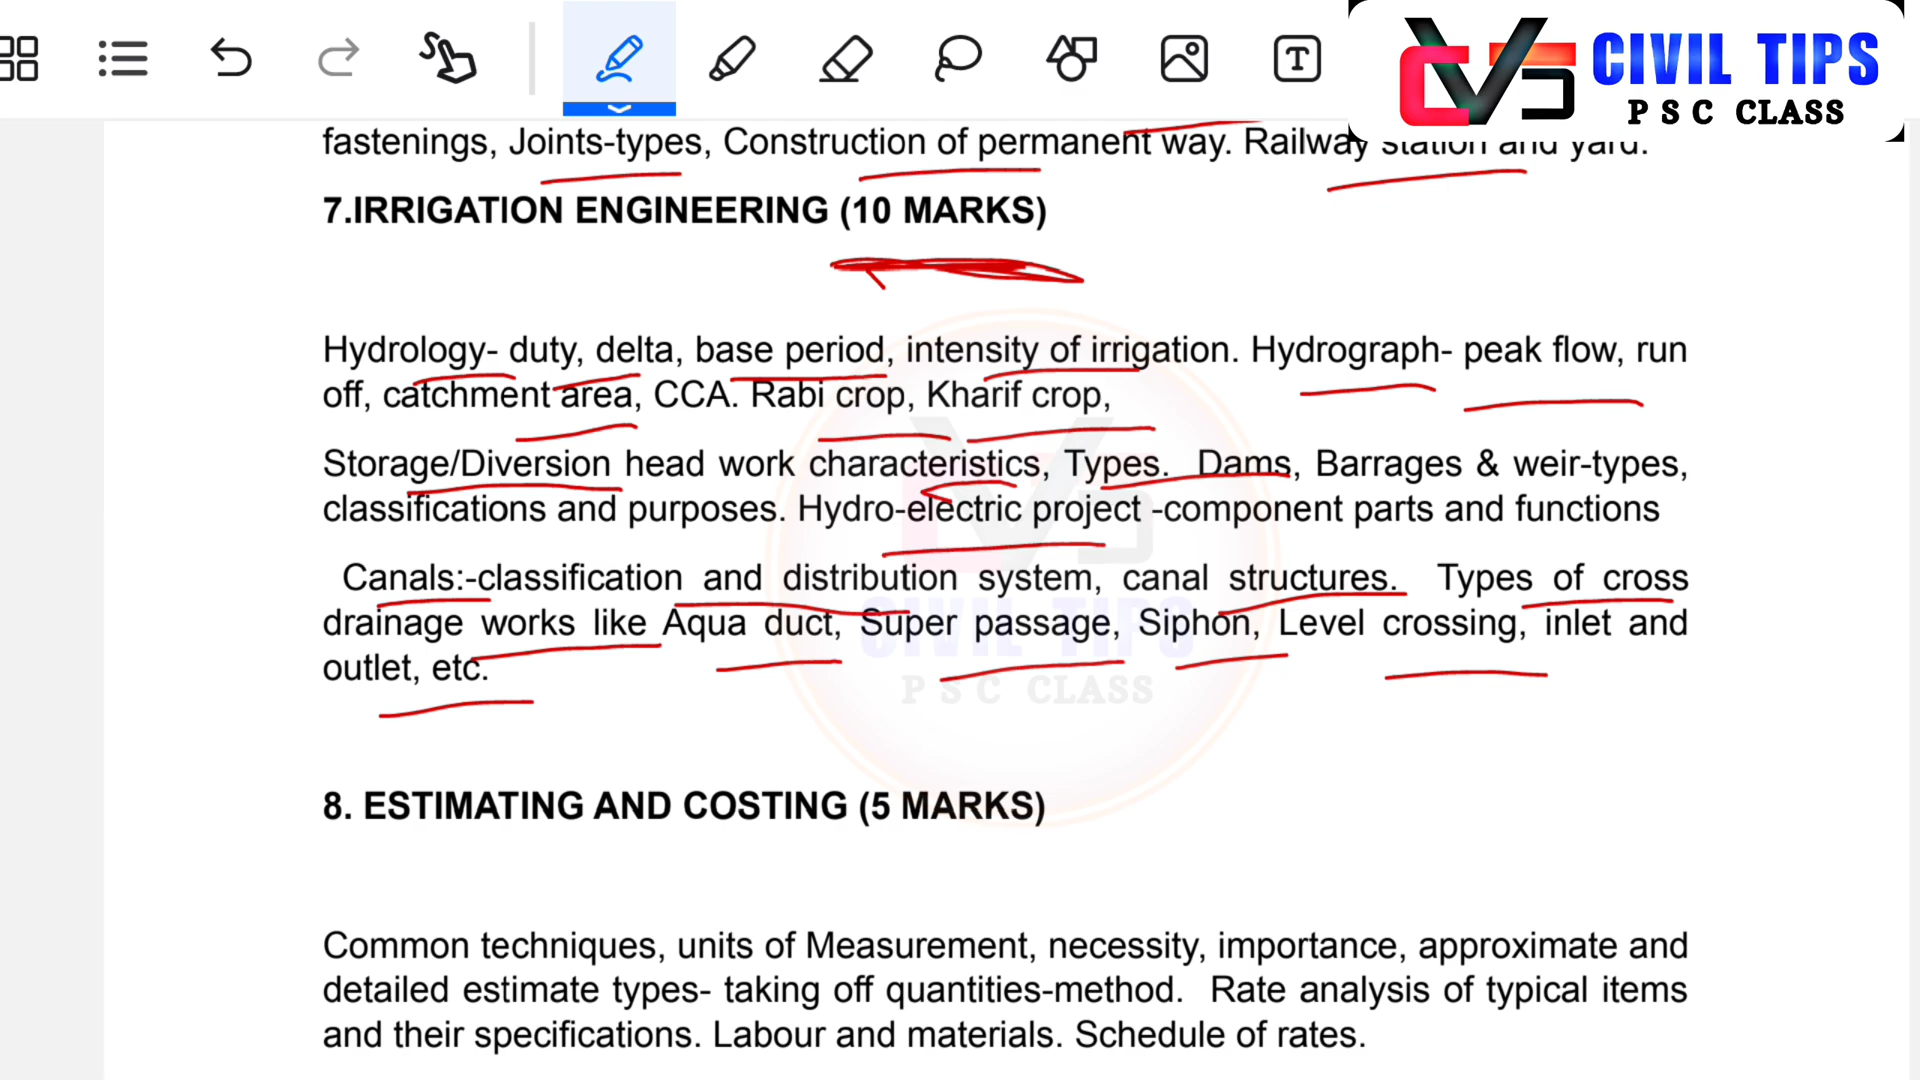 CIVIL TIPS
PSC CLASS
fastenings, Joints-types, Construction of permanent way. Railway station and yard.
7.IRRIGATION ENGINEERING (10 MARKS)
Hydrology- duty, delta, base period, intensity of irrigation. Hydrograph- peak flow, run
off, catchment area, CCA. Rabi crop, Kharif crop,
Storage/Diversion head work characteristics, Types. Dams, Barrages & weir-types,
classifications and purposes. Hydro-electric project -component parts and functions
Canals:-classification and distribution system, canal structures. Types of cross
drainage works like Aqua duct, Super passage, Siphon, Level crossing, inlet and
outlet, etc.
CIVIL TIPS
PSC CLASS
8. ESTIMATING AND COSTING (5 MARKS)
Common techniques, units of Measurement, necessity, importance, approximate and
detailed estimate types- taking off quantities-method. Rate analysis of typical items
and their specifications. Labour and materials. Schedule of rates.